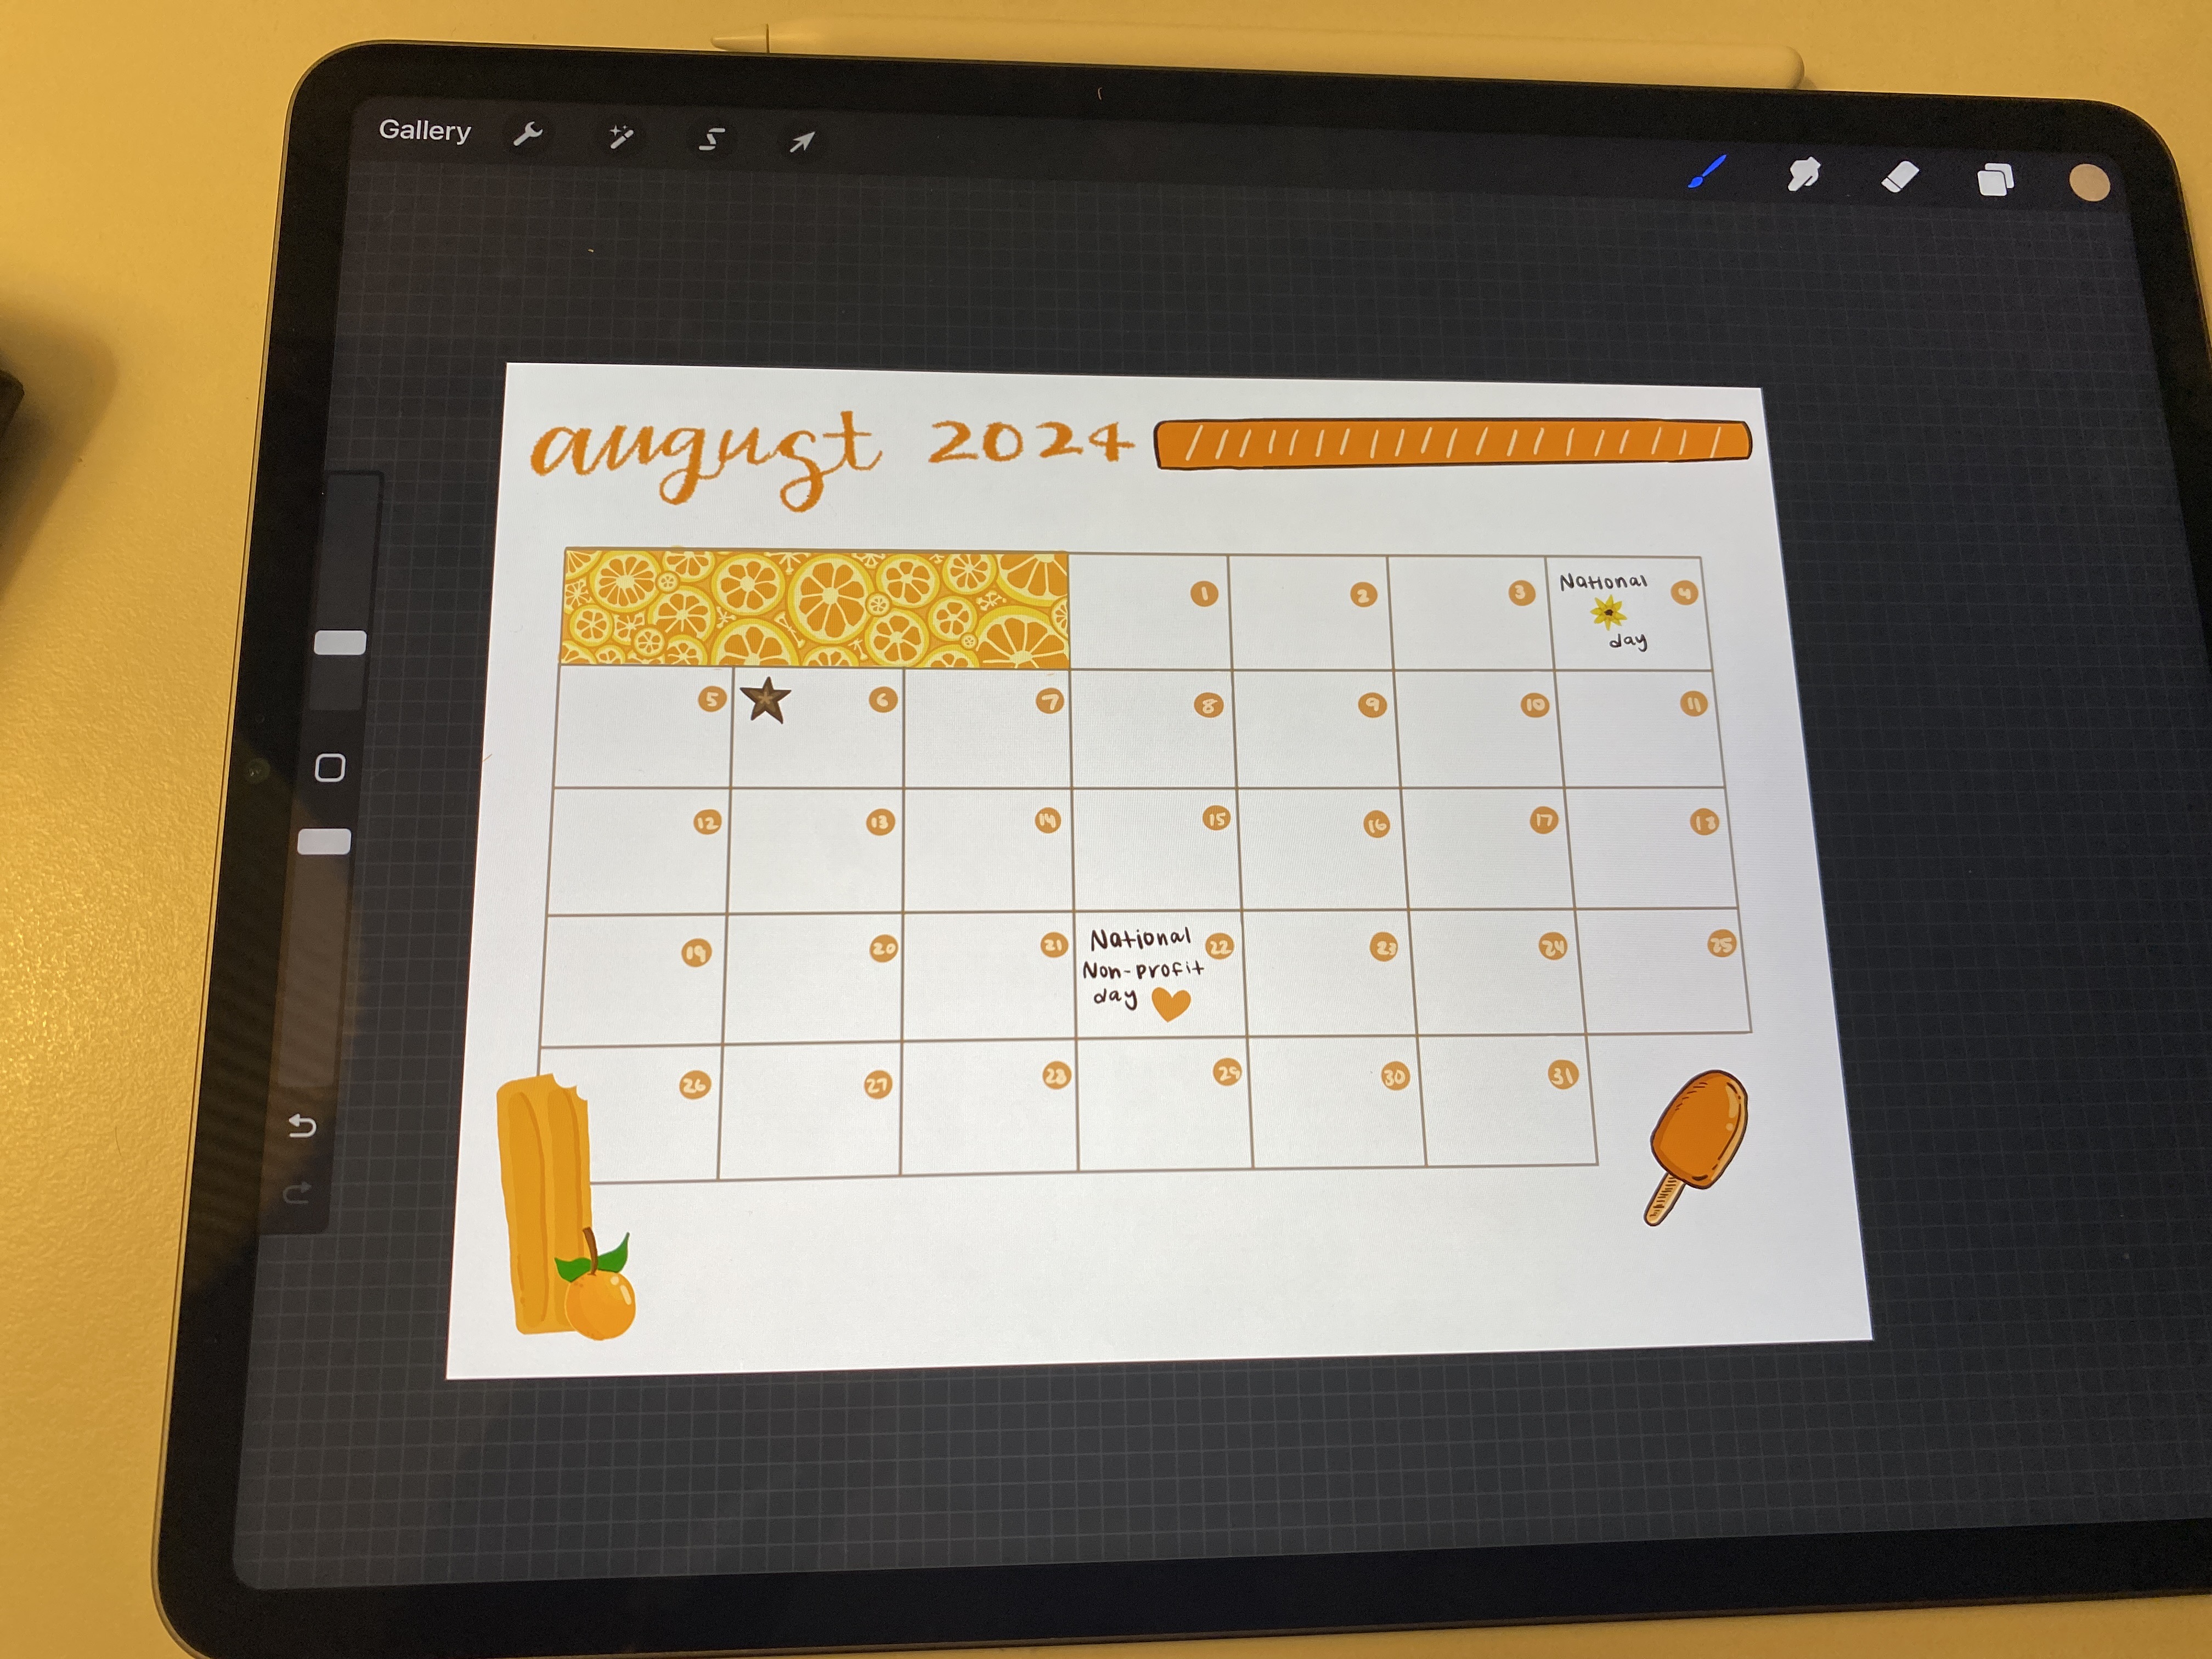 Gallery
august 2024
National
day
1 2 3 4
5 6 7 8 9 10 11
12 13 14 15 16 17 18
National
Non-profit
day
19 20 21 22 23 24 25
26 27 28 29 30 31